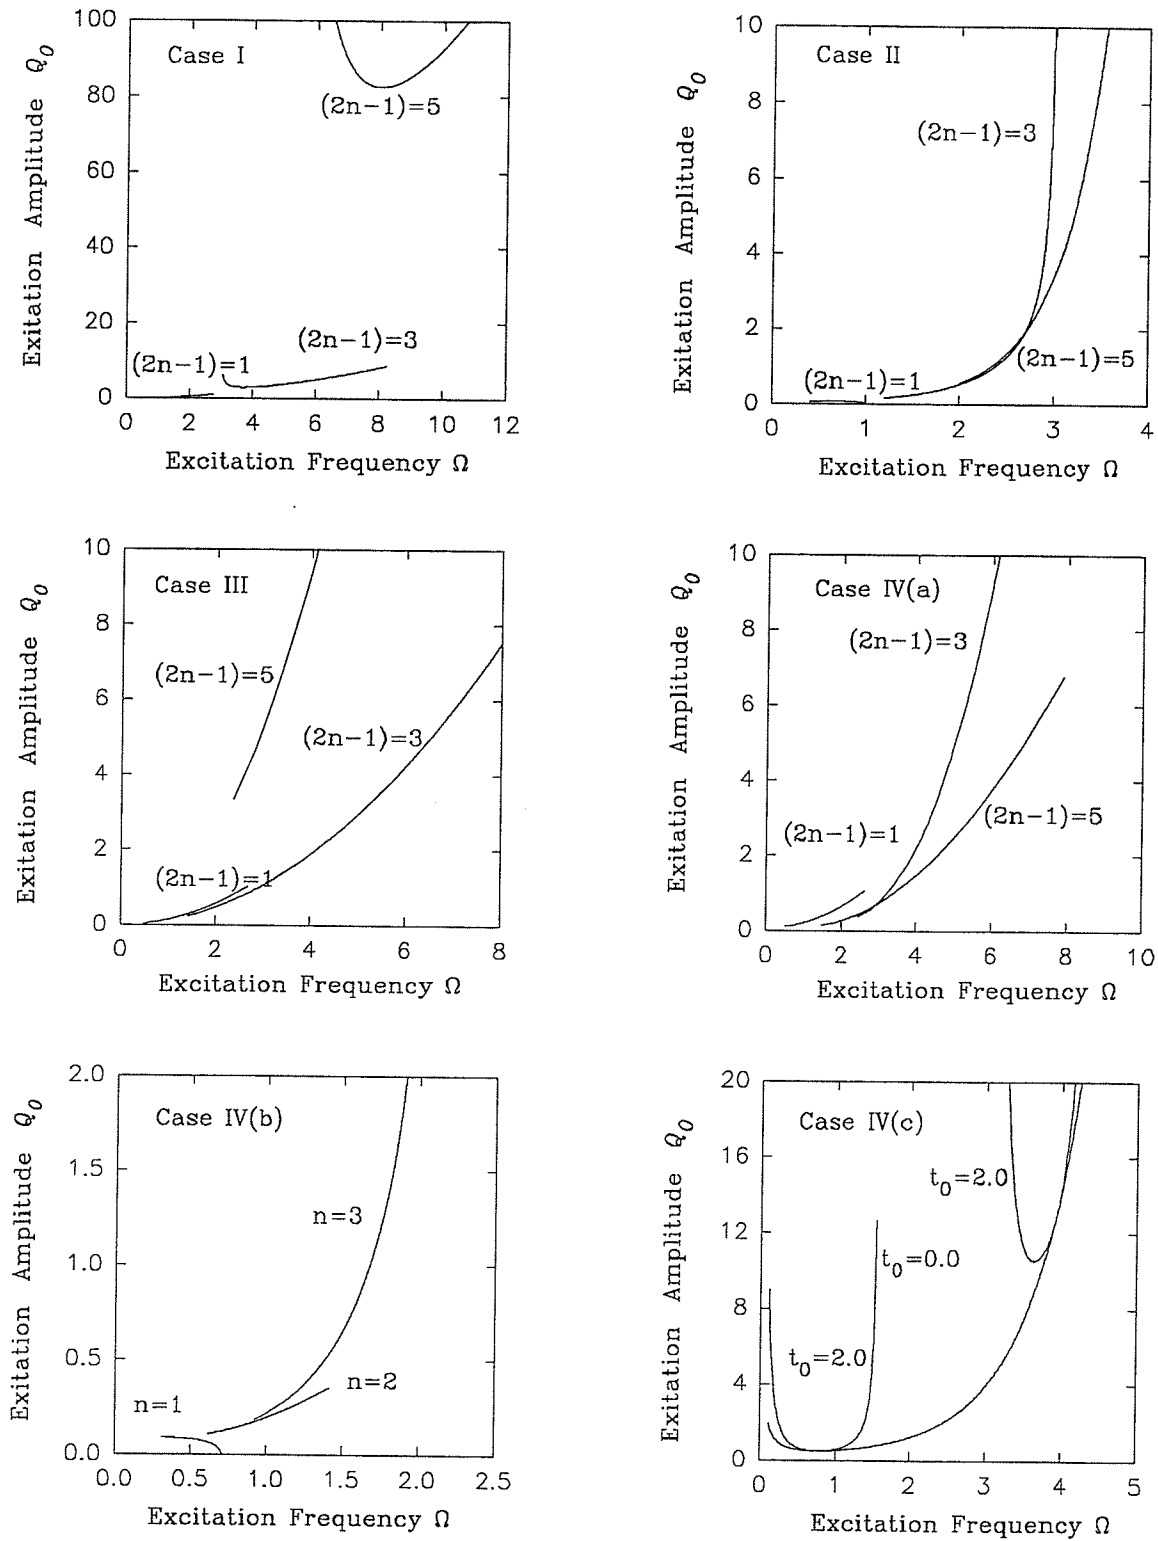 Case I
Exitation Amplitude Q₀
100
80
60
40
20
0
(2n−1)=5
(2n−1)=3
(2n−1)=1
0 2 4 6 8 10 12
Excitation Frequency Ω
Case II
Exitation Amplitude Q₀
10
8
6
4
2
0
(2n−1)=3
(2n−1)=5
(2n−1)=1
0 1 2 3 4
Excitation Frequency Ω
Case III
Exitation Amplitude Q₀
10
8
6
4
2
0
(2n−1)=5
(2n−1)=3
(2n−1)=1
0 2 4 6 8
Excitation Frequency Ω
Case IV(a)
Exitation Amplitude Q₀
10
8
6
4
2
0
(2n−1)=3
(2n−1)=5
(2n−1)=1
0 2 4 6 8 10
Excitation Frequency Ω
Case IV(b)
Exitation Amplitude Q₀
2.0
1.5
1.0
0.5
0.0
n=3
n=2
n=1
0.0 0.5 1.0 1.5 2.0 2.5
Excitation Frequency Ω
Case IV(c)
Exitation Amplitude Q₀
20
16
12
8
4
0
t₀=2.0
t₀=0.0
t₀=2.0
0 1 2 3 4 5
Excitation Frequency Ω